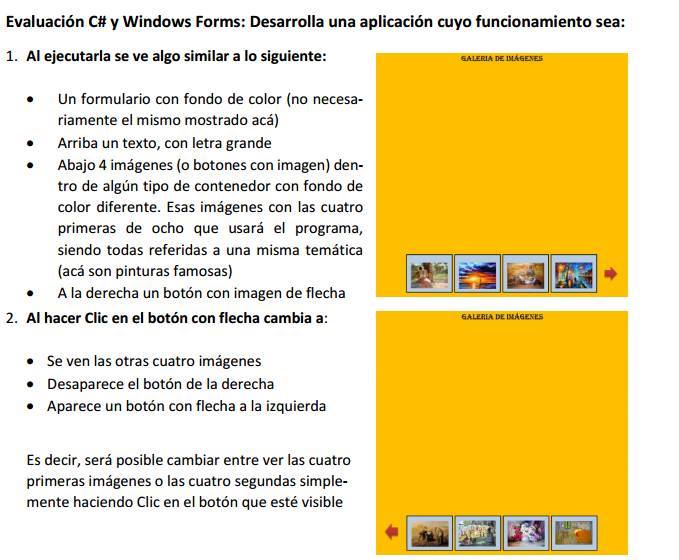 Evaluación C# y Windows Forms: Desarrolla una aplicación cuyo funcionamiento sea:
1. Al ejecutarla se ve algo similar a lo siguiente:
GALERIA DE IMÁGENES
• Un formulario con fondo de color (no necesa-
riamente el mismo mostrado acá)
• Arriba un texto, con letra grande
• Abajo 4 imágenes (o botones con imagen) den-
tro de algún tipo de contenedor con fondo de
color diferente. Esas imágenes con las cuatro
primeras de ocho que usará el programa,
siendo todas referidas a una misma temática
(acá son pinturas famosas)
• A la derecha un botón con imagen de flecha
2. Al hacer Clic en el botón con flecha cambia a:
GALERIA DE IMÁGENES
• Se ven las otras cuatro imágenes
• Desaparece el botón de la derecha
• Aparece un botón con flecha a la izquierda
Es decir, será posible cambiar entre ver las cuatro
primeras imágenes o las cuatro segundas simple-
mente haciendo Clic en el botón que esté visible